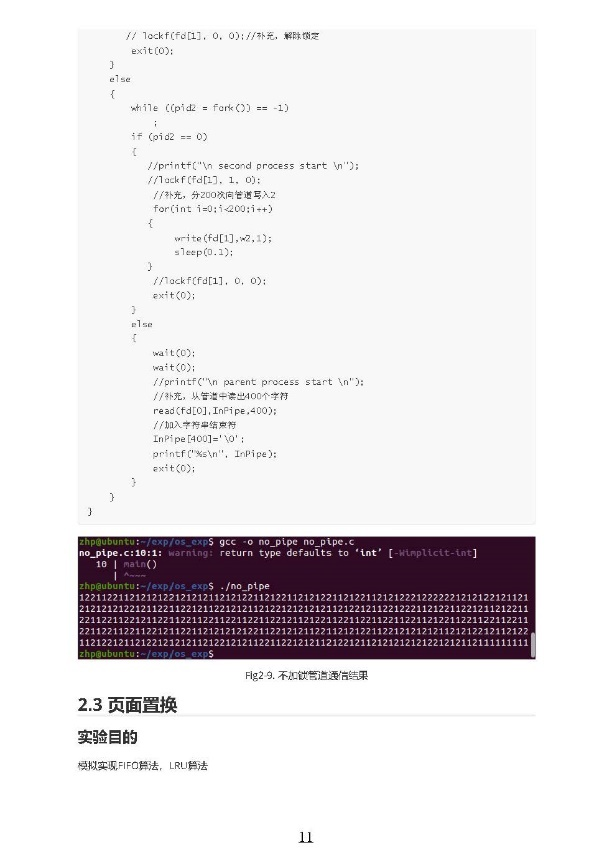 // lockf(fd[1], 0, 0);//补充，解除锁定
exit(0);
}
else
{
while ((pid2 = fork()) == -1)
;
if (pid2 == 0)
{
//printf("\n second process start \n");
//lockf(fd[1], 1, 0);
//补充，分200次向管道写入2
for(int i=0;i<200;i++)
{
write(fd[1],w2,1);
sleep(0.1);
}
//lockf(fd[1], 0, 0);
exit(0);
}
else
{
wait(0);
wait(0);
//printf("\n parent process start \n");
//补充，从管道中读出400个字符
read(fd[0],InPipe,400);
//加入字符串结束符
InPipe[400]='\0';
printf("%s\n", InPipe);
exit(0);
}
}
}
zhp@ubuntu:~/exp/os_exp$ gcc -o no_pipe no_pipe.c
no_pipe.c:10:1: warning: return type defaults to ‘int’ [-Wimplicit-int]
10 | main()
| ^~~~
zhp@ubuntu:~/exp/os_exp$ ./no_pipe
zhp@ubuntu:~/exp/os_exp$
Fig2-9. 不加锁管道通信结果
2.3 页面置换
实验目的
模拟实现FIFO算法，LRU算法
11